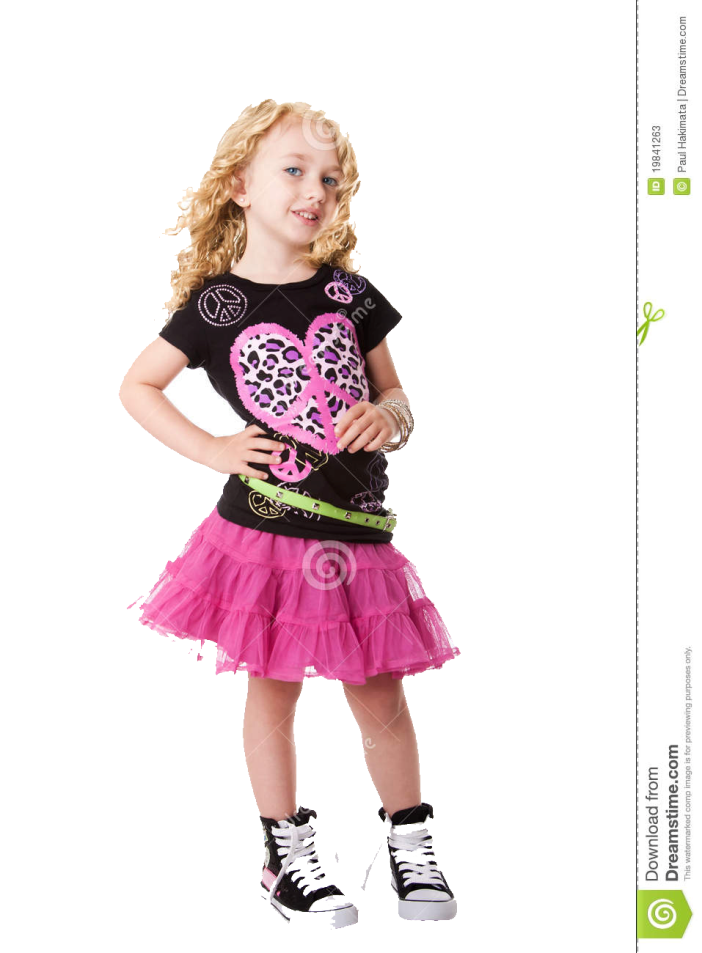 ID 19841263
© Paul Hakimata | Dreamstime.com
me
Download from
Dreamstime.com
This watermarked comp image is for previewing purposes only.